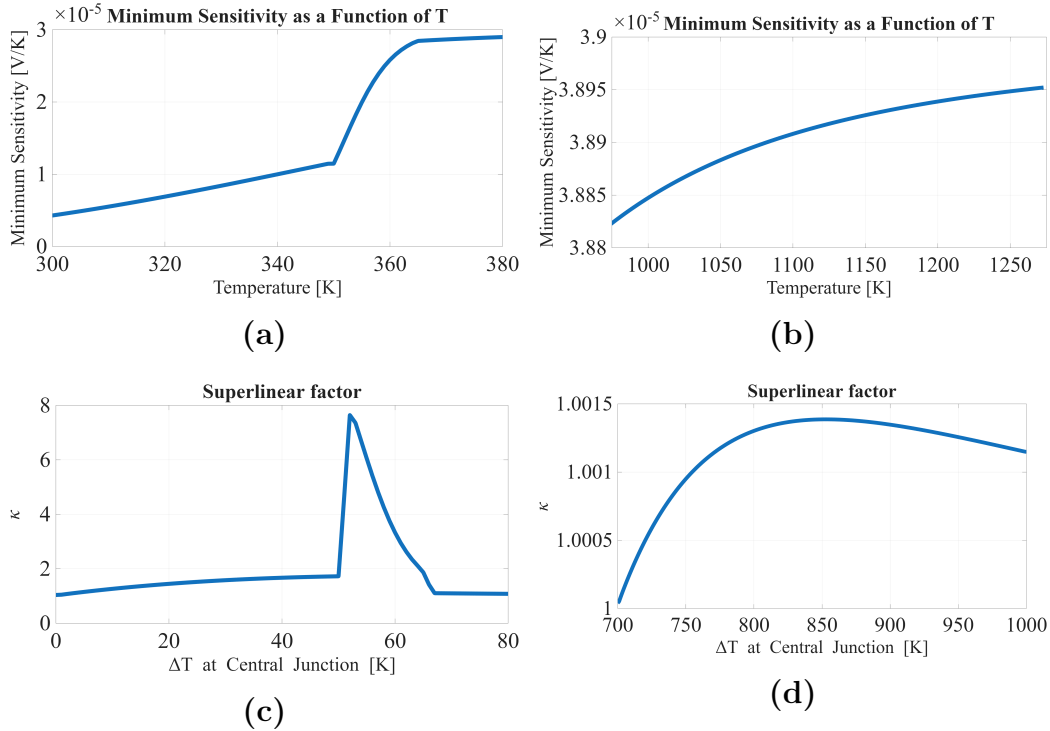 ×10⁻⁵ Minimum Sensitivity as a Function of T
Minimum Sensitivity [V/K]
3
2
1
0
300 320 340 360 380
Temperature [K]
(a)
×10⁻⁵ Minimum Sensitivity as a Function of T
Minimum Sensitivity [V/K]
3.9
3.895
3.89
3.885
3.88
1000 1050 1100 1150 1200 1250
Temperature [K]
(b)
Superlinear factor
κ
8
6
4
2
0
0 20 40 60 80
ΔT at Central Junction [K]
(c)
Superlinear factor
κ
1.0015
1.001
1.0005
1
700 750 800 850 900 950 1000
ΔT at Central Junction [K]
(d)